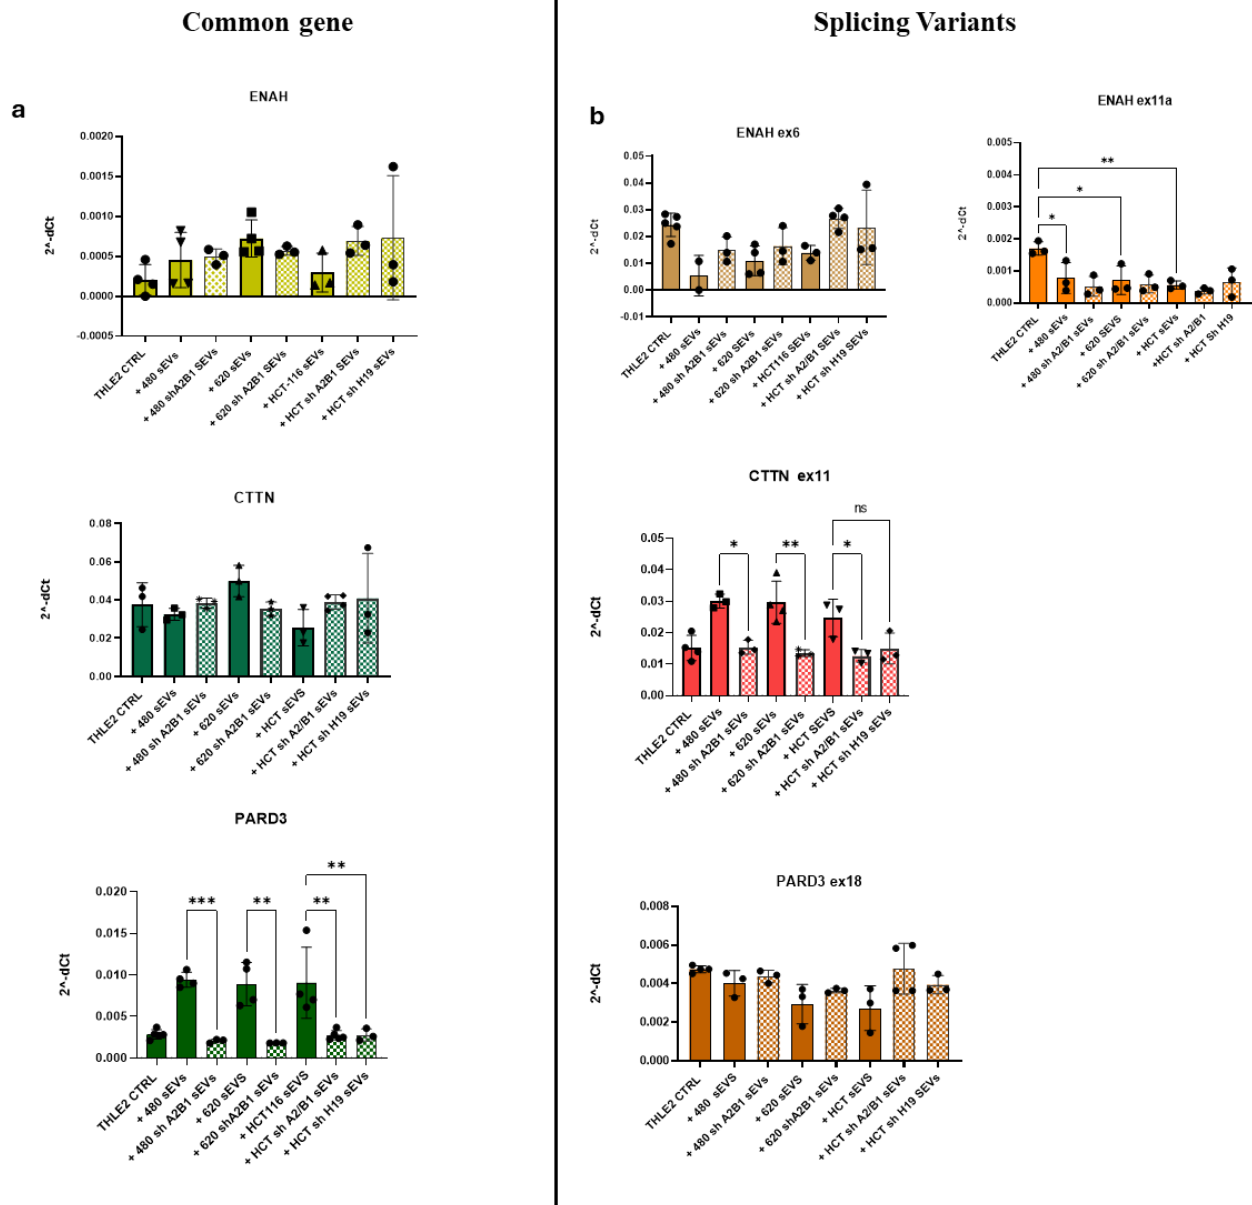 Common gene
Splicing Variants
a
ENAH
2^-dCt
0.0020
0.0015
0.0010
0.0005
0.0000
-0.0005
THLE2 CTRL
+ 480 sEVs
+ 480 shA2B1 SEVs
+ 620 sEVs
+ 620 sh A2B1 SEVs
+ HCT-116 sEVs
+ HCT sh A2B1 SEVs
+ HCT sh H19 SEVs
CTTN
2^-dCt
0.08
0.06
0.04
0.02
0.00
THLE2 CTRL
+ 480 sEVs
+ 480 sh A2B1 sEVs
+ 620 sEVs
+ 620 sh A2B1 sEVs
+ HCT sEVS
+ HCT sh A2/B1 sEVs
+ HCT sh H19 sEVs
PARD3
2^-dCt
0.020
0.015
0.010
0.005
0.000
***
**
**
**
THLE2 CTRL
+ 480 sEVs
+ 480 sh A2B1 sEVs
+ 620 sEVS
+ 620 shA2B1 sEVs
+ HCT116 sEVS
+ HCT sh A2/B1 sEVs
+ HCT sh H19 sEVs
b
ENAH ex6
2^-dCt
0.05
0.04
0.03
0.02
0.01
0.00
-0.01
THLE2 CTRL
+ 480 sEVs
+ 480 sh A2B1 sEVs
+ 620 SEVs
+ 620 sh A2B1 sEVs
+ HCT116 SEVs
+ HCT sh A2/B1 SEVs
+ HCT sh H19 SEVs
ENAH ex11a
2^-dCt
0.005
0.004
0.003
0.002
0.001
0.000
**
*
*
THLE2 CTRL
+ 480 sEVs
+ 480 sh A2/B1 sEVs
+ 620 SEVS
+ 620 sh A2/B1 sEVs
+ HCT sEVs
+HCT sh A2/B1
+ HCT Sh H19
CTTN ex11
2^-dCt
0.05
0.04
0.03
0.02
0.01
0.00
*
**
*
ns
THLE2 CTRL
+ 480 sEVs
+ 480 sh A2B1 sEVs
+ 620 sEVs
+ 620 sh A2B1 sEVs
+ HCT SEVS
+ HCT sh A2/B1 sEVs
+ HCT sh H19 sEVs
PARD3 ex18
2^-dCt
0.008
0.006
0.004
0.002
0.000
THLE2 CTRL
+ 480 sEVS
+ 480 sh A2B1 sEVs
+ 620 sEVS
+ 620 shA2B1 sEVs
+ HCT sEVS
+ HCT sh A2/B1 sEVs
+ HCT sh H19 SEVs